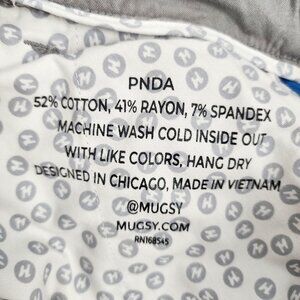 PNDA
52% COTTON, 41% RAYON, 7% SPANDEX
MACHINE WASH COLD INSIDE OUT
WITH LIKE COLORS, HANG DRY
DESIGNED IN CHICAGO, MADE IN VIETNAM
@MUGSY
MUGSY.COM
RN168545